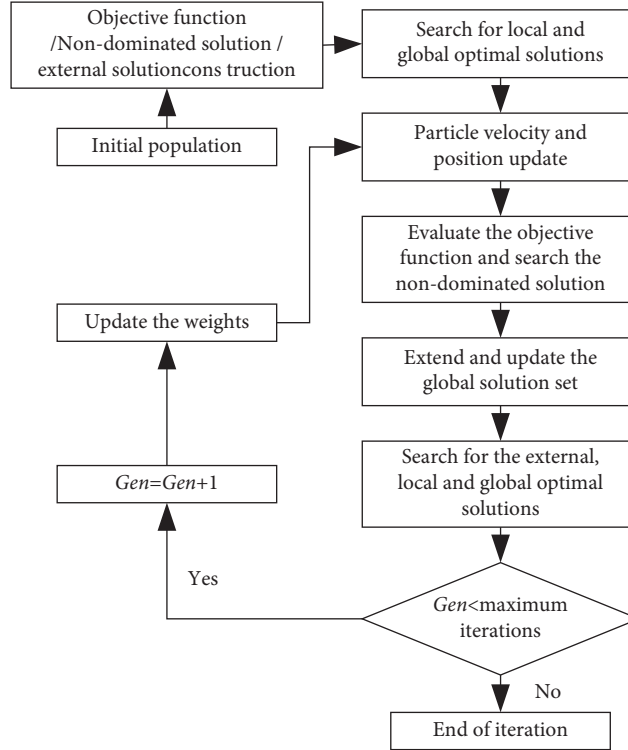 Objective function
/Non-dominated solution /
external solutioncons truction
Initial population
Search for local and
global optimal solutions
Particle velocity and
position update
Evaluate the objective
function and search the
non-dominated solution
Update the weights
Extend and update the
global solution set
Search for the external,
local and global optimal
solutions
Gen=Gen+1
Yes
Gen<maximum
iterations
No
End of iteration